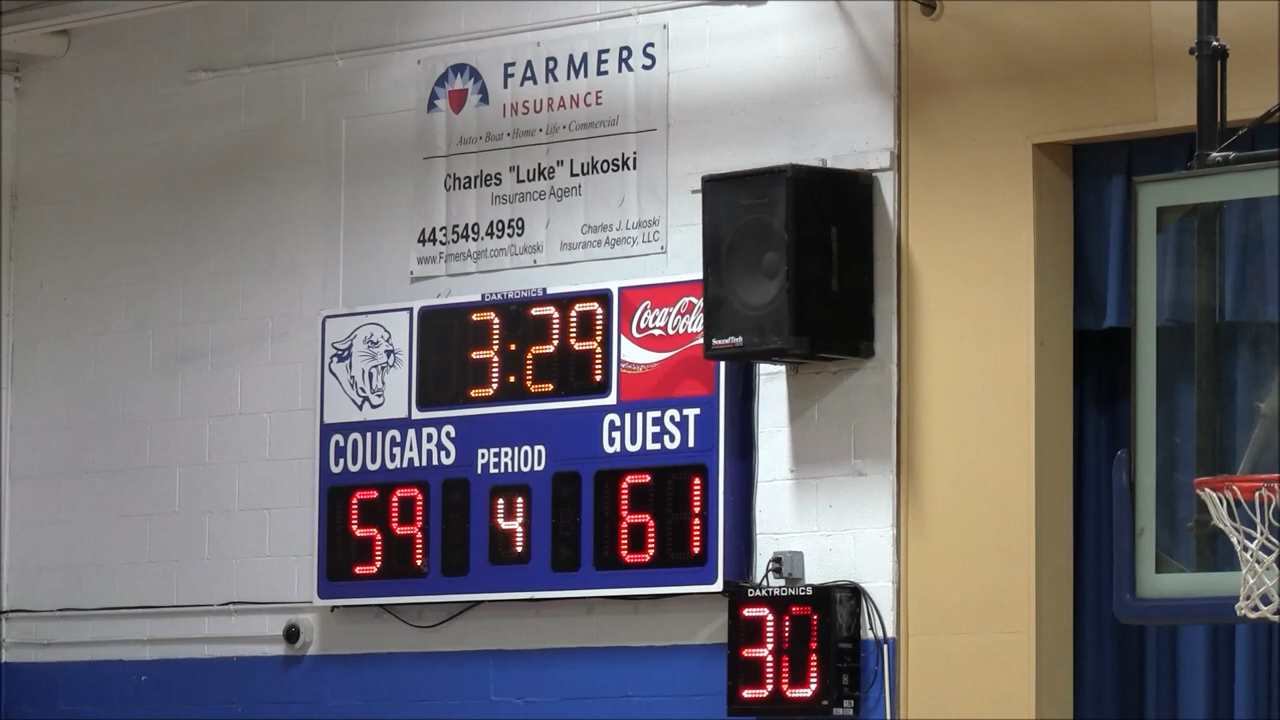 FARMERS
INSURANCE
Auto • Boat • Home • Life • Commercial
Charles "Luke" Lukoski
Insurance Agent
443.549.4959
www.FarmersAgent.com/CLukoski
Charles J. Lukoski
Insurance Agency, LLC
DAKTRONICS
3:29
Coca-Cola
COUGARS
PERIOD
GUEST
59
4
61
SoundTech
DAKTRONICS
30